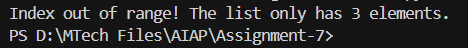 Index out of range! The list only has 3 elements.
PS D:\MTech Files\AIAP\Assignment-7>